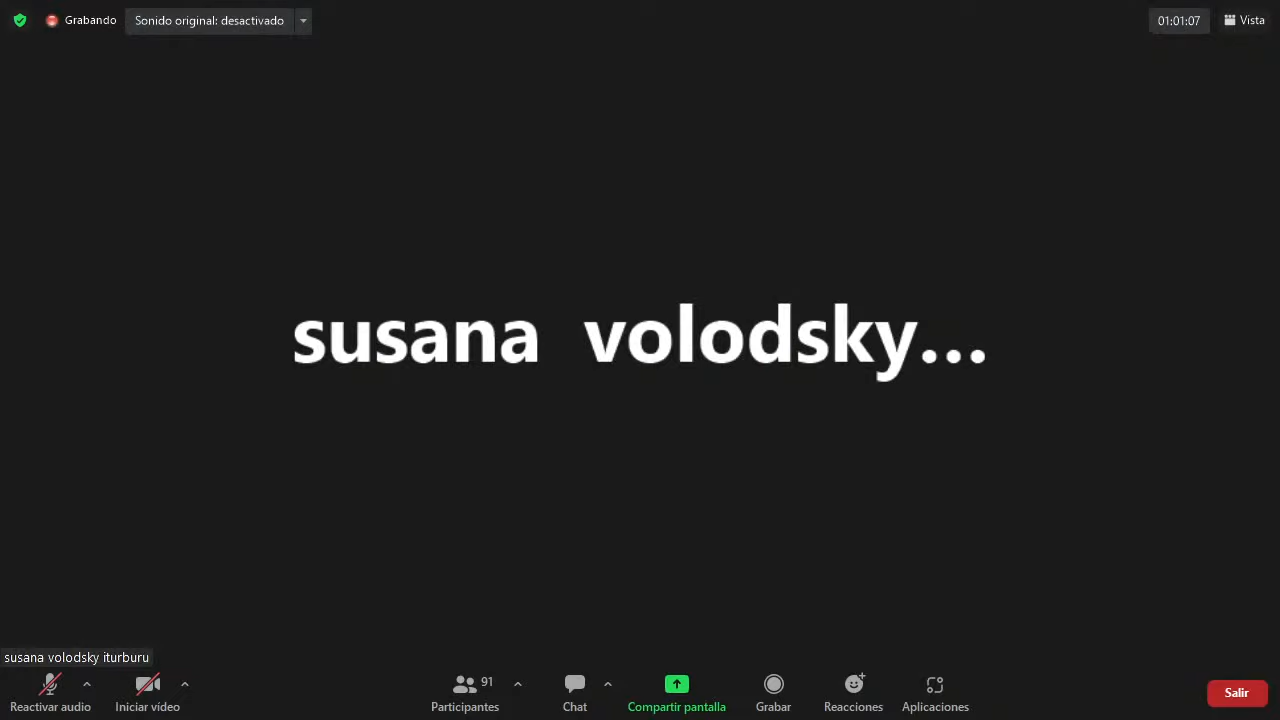 Grabando Sonido original: desactivado 01:01:07 Vista
susana volodsky...
susana volodsky iturburu
Reactivar audio Iniciar vídeo Participantes 91 Chat Compartir pantalla Grabar Reacciones Aplicaciones Salir